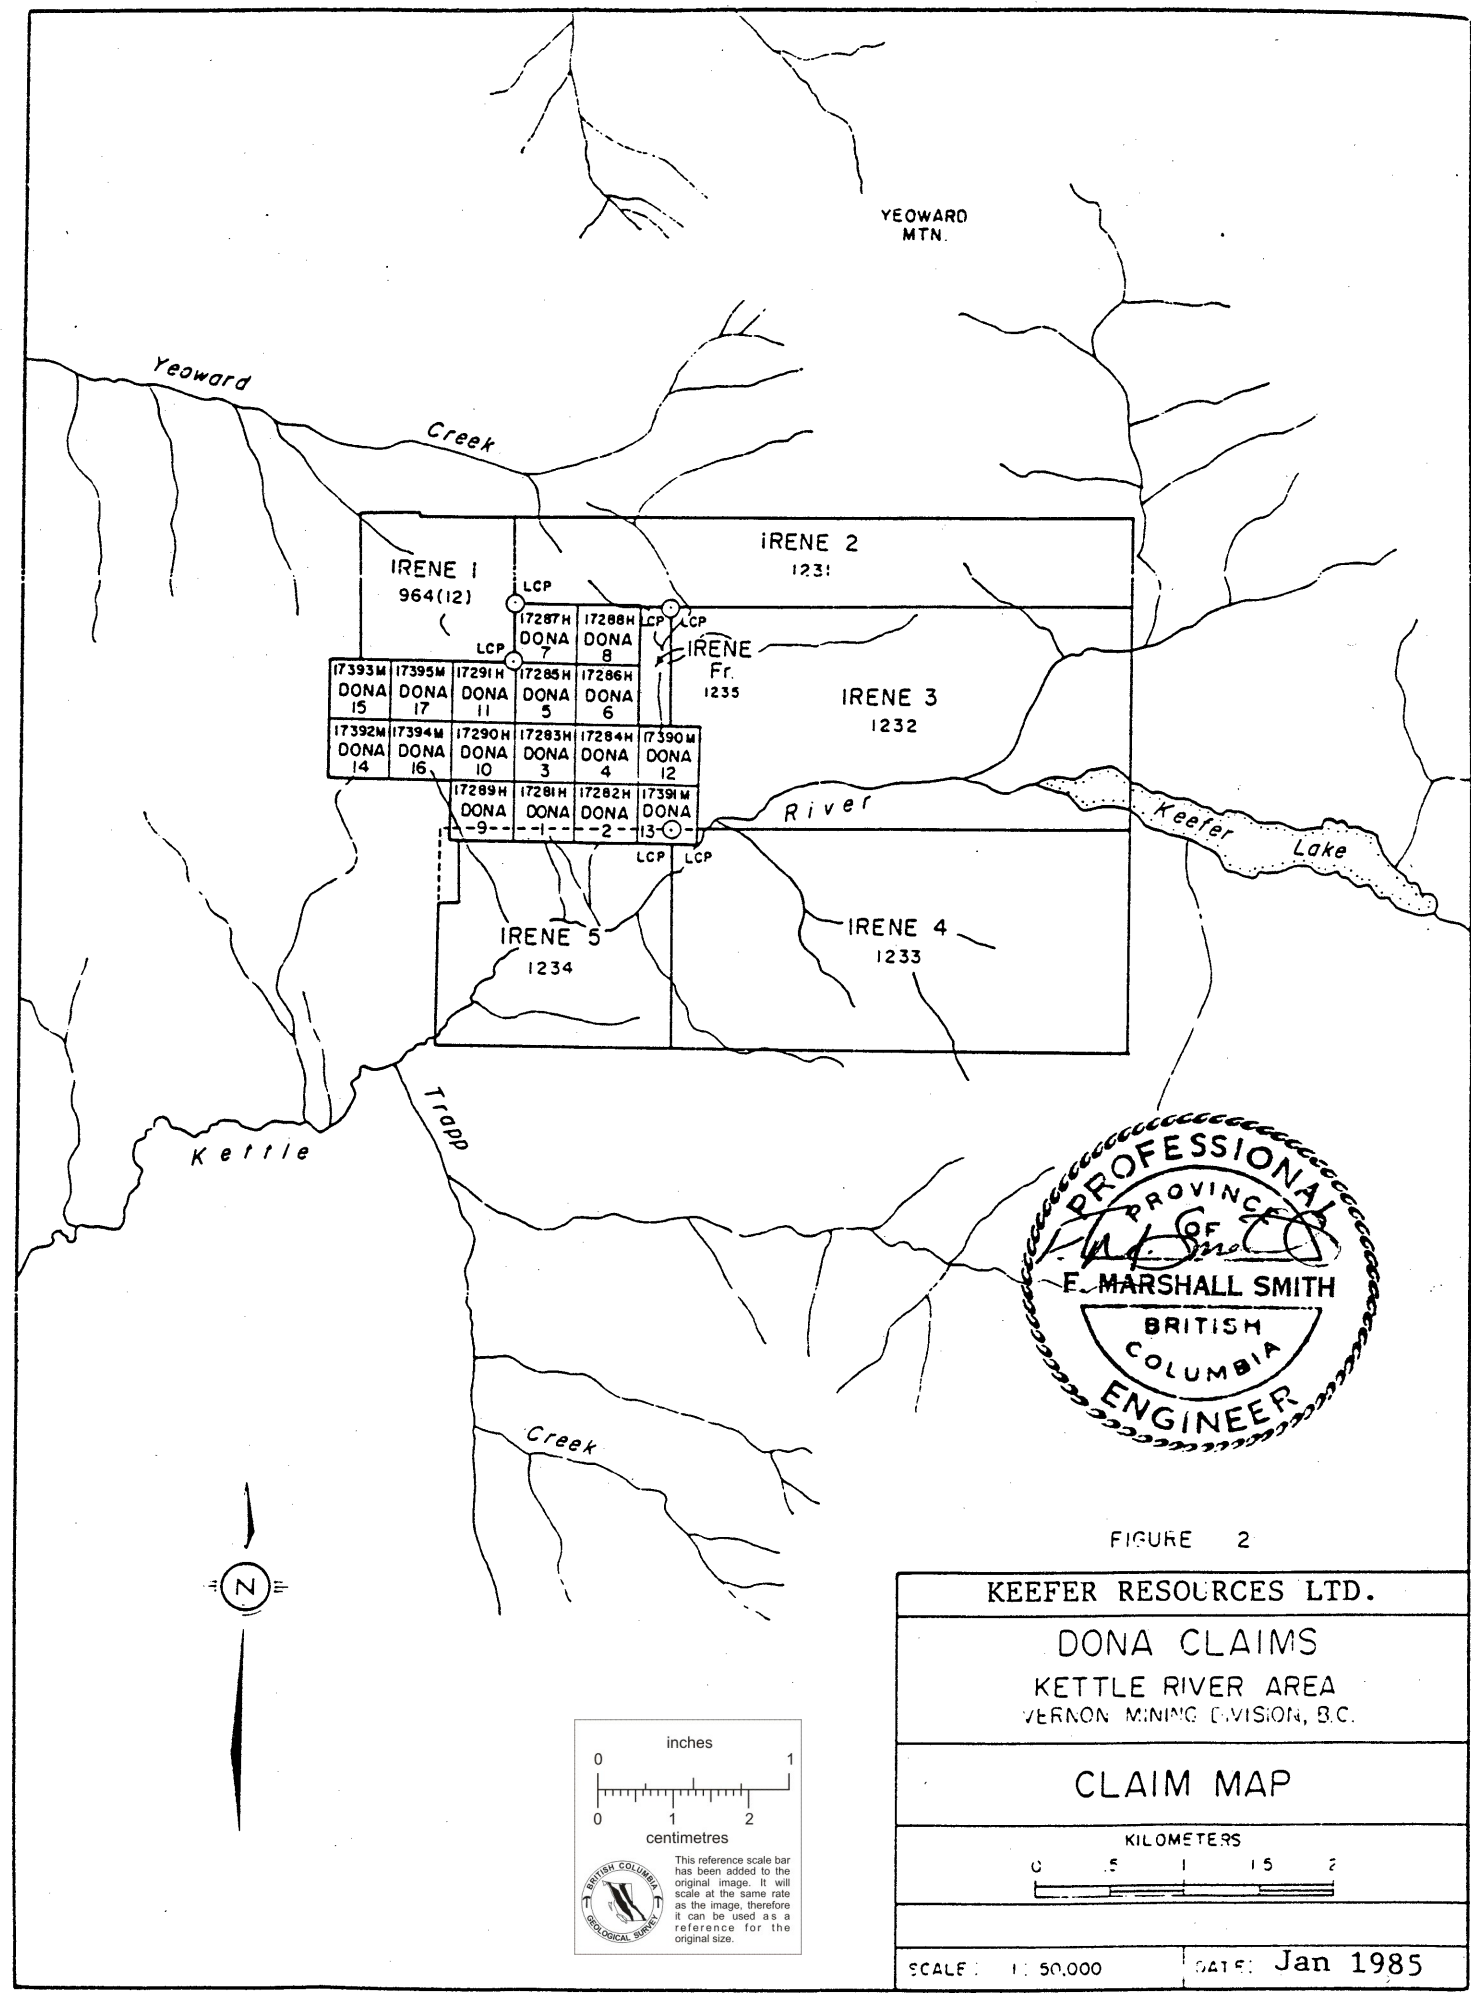 YEOWARD
MTN.
Yeoward
Creek
IRENE 2
1231
IRENE 1
964(12)
LCP
17287H
DONA
7
17288H
DONA
8
LCP
LCP
LCP
IRENE
Fr.
1235
17393M
DONA
15
17395M
DONA
17
17291H
DONA
11
17285H
DONA
5
17286H
DONA
6
IRENE 3
1232
17392M
DONA
14
17394M
DONA
16
17290H
DONA
10
17283H
DONA
3
17284H
DONA
4
17390M
DONA
12
17289H
DONA
9
17281H
DONA
1
17282H
DONA
2
17391M
DONA
13
River
Keefer
Lake
LCP
LCP
IRENE 5
1234
IRENE 4
1233
Trapp
Kettle
PROFESSIONAL
PROVINCE
OF
F. MARSHALL SMITH
BRITISH
COLUMBIA
ENGINEER
Creek
N
FIGURE 2
KEEFER RESOURCES LTD.
DONA CLAIMS
KETTLE RIVER AREA
VERNON MINING DIVISION, B.C.
CLAIM MAP
KILOMETERS
0 .5 1 1.5 2
SCALE: 1:50,000
DATE: Jan 1985
inches
0 1
0 1 2
centimetres
BRITISH COLUMBIA
GEOLOGICAL SURVEY
This reference scale bar
has been added to the
original image. It will
scale at the same rate
as the image, therefore
it can be used as a
reference for the
original size.